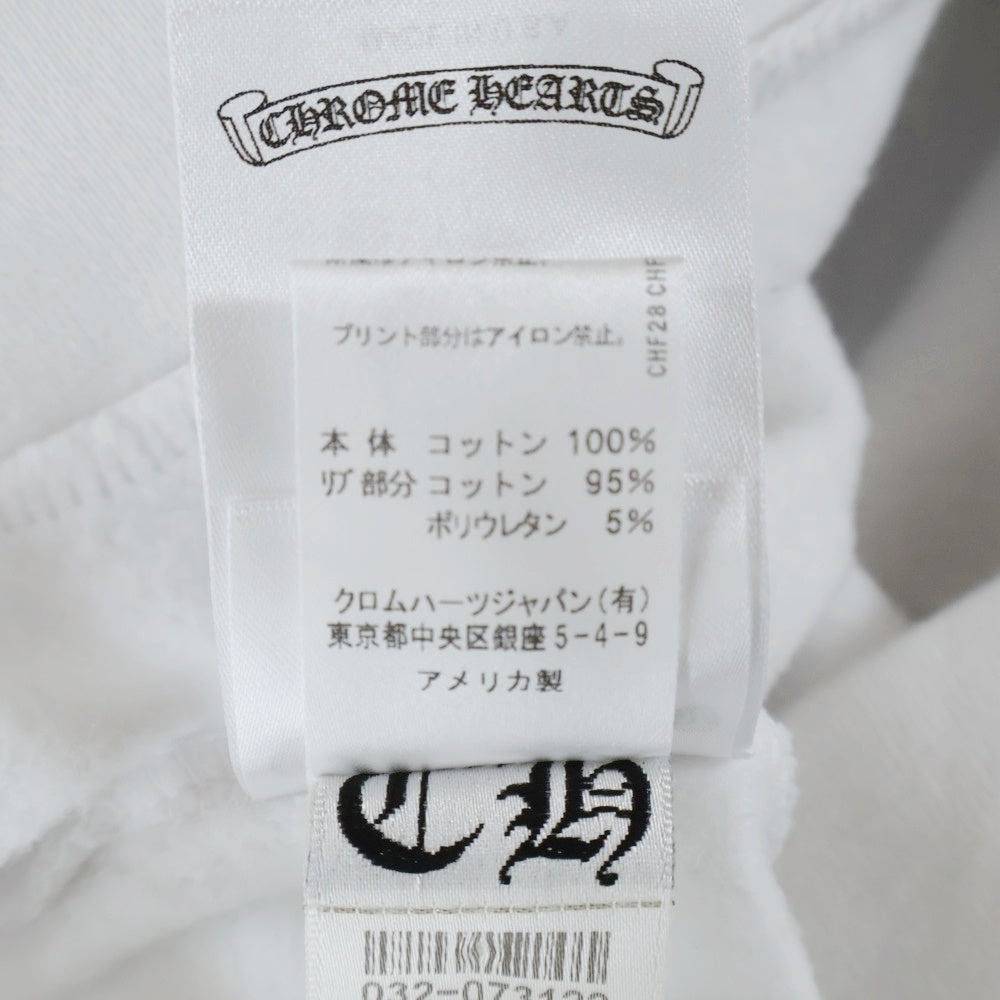 CHROME HEARTS
CHF28 CHF
プリント部分はアイロン禁止。
本体 コットン 100%
リブ部分 コットン 95%
ポリウレタン 5%
クロムハーツジャパン(有)
東京都中央区銀座5-4-9
アメリカ製
CH